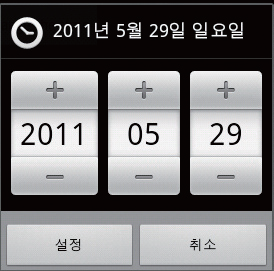 2011년 5월 29일 일요일
+ + +
2011 05 29
− − −
설정 취소